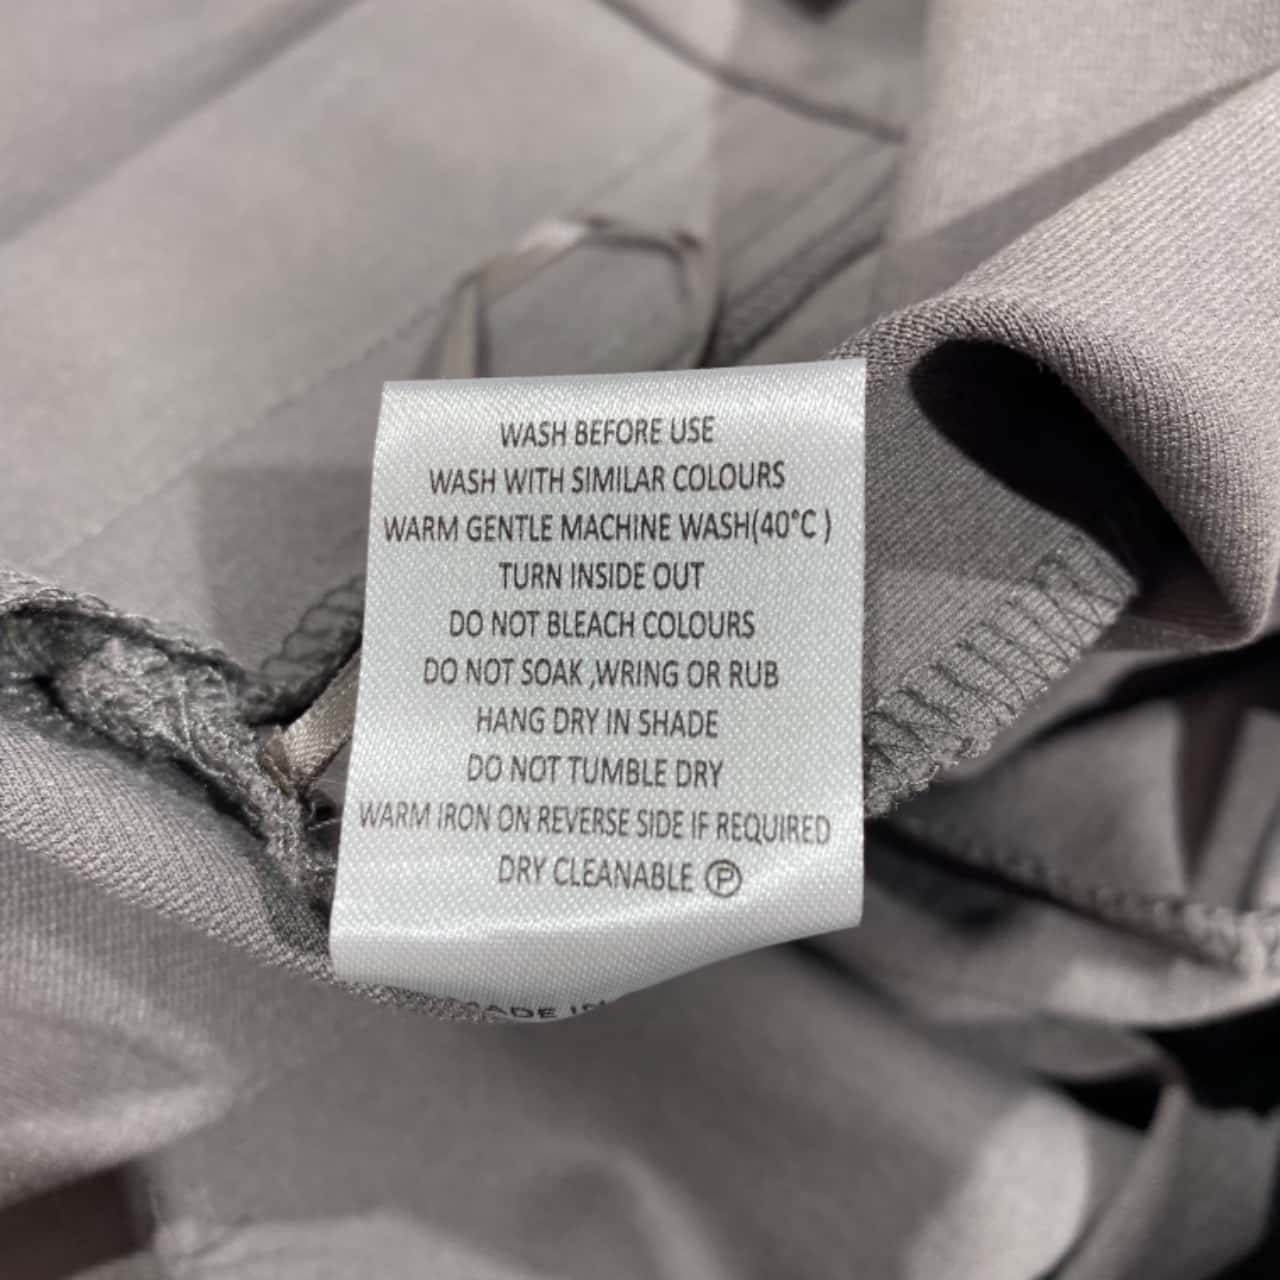 WASH BEFORE USE
WASH WITH SIMILAR COLOURS
WARM GENTLE MACHINE WASH(40°C )
TURN INSIDE OUT
DO NOT BLEACH COLOURS
DO NOT SOAK ,WRING OR RUB
HANG DRY IN SHADE
DO NOT TUMBLE DRY
WARM IRON ON REVERSE SIDE IF REQUIRED
DRY CLEANABLE Ⓟ
MADE IN